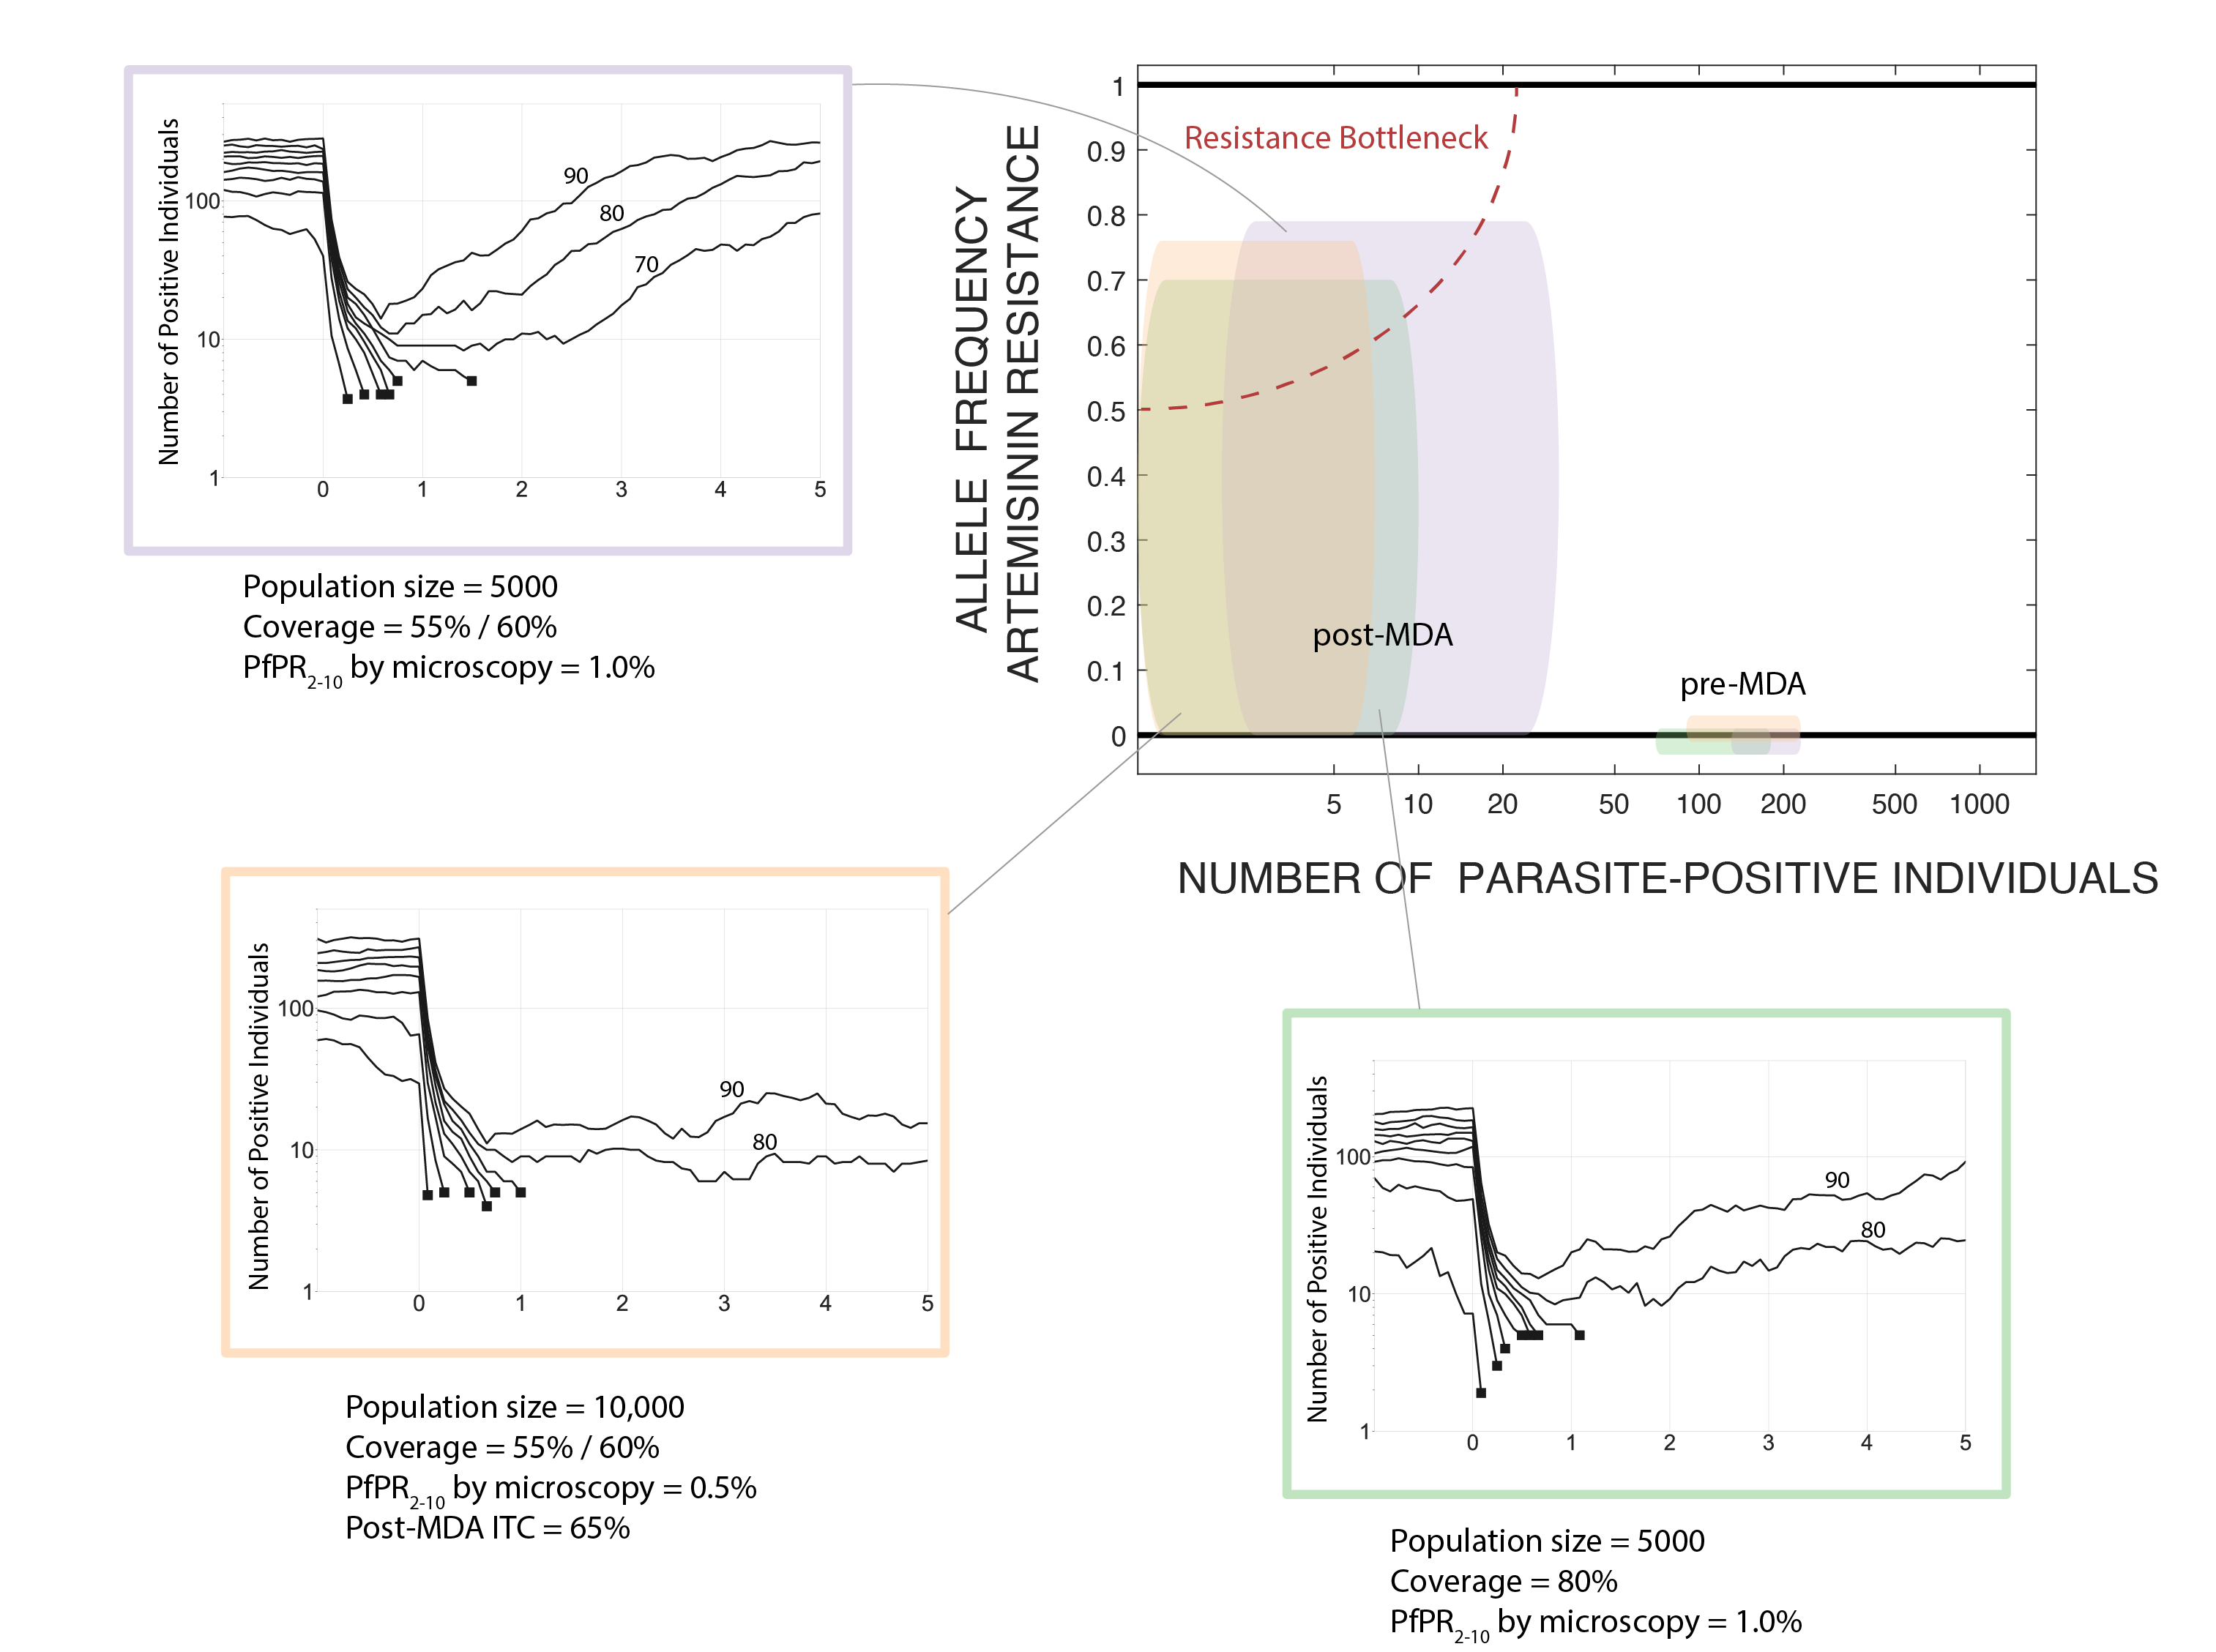 Number of Positive Individuals
100
10
1
0 1 2 3 4 5
90
80
70
Population size = 5000
Coverage = 55% / 60%
PfPR2-10 by microscopy = 1.0%
ALLELE FREQUENCY
ARTEMISININ RESISTANCE
1
0.9
0.8
0.7
0.6
0.5
0.4
0.3
0.2
0.1
0
Resistance Bottleneck
post-MDA
pre-MDA
5 10 20 50 100 200 500 1000
NUMBER OF PARASITE-POSITIVE INDIVIDUALS
Number of Positive Individuals
100
10
1
0 1 2 3 4 5
90
80
Population size = 10,000
Coverage = 55% / 60%
PfPR2-10 by microscopy = 0.5%
Post-MDA ITC = 65%
Number of Positive Individuals
100
10
1
0 1 2 3 4 5
90
80
Population size = 5000
Coverage = 80%
PfPR2-10 by microscopy = 1.0%